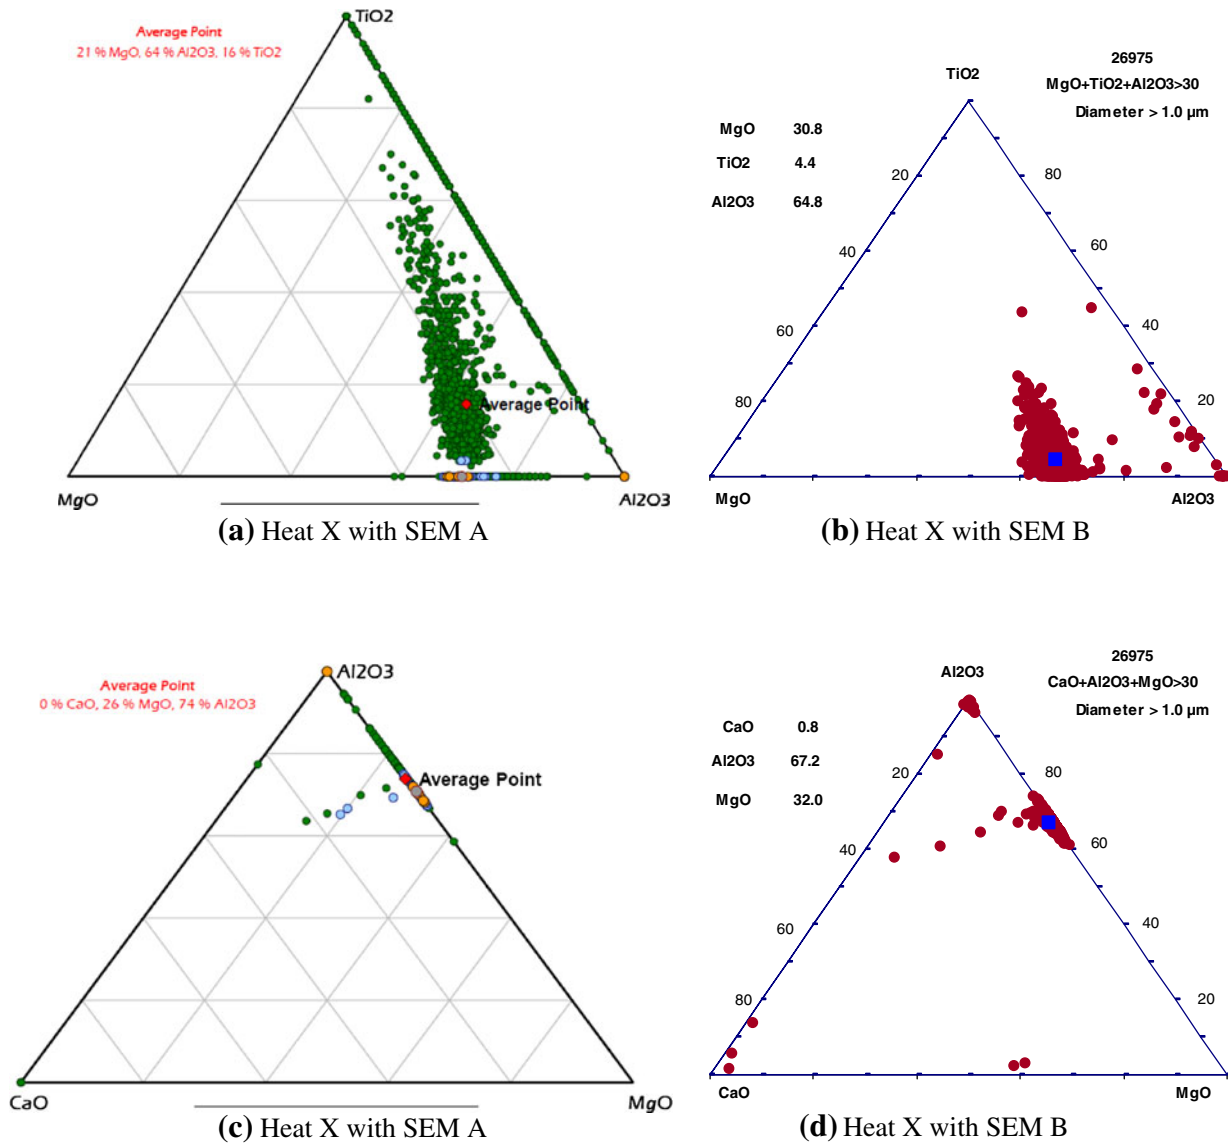 TiO2
Average Point
21 % MgO, 64 % Al2O3, 16 % TiO2
Average Point
MgO
Al2O3
(a) Heat X with SEM A
26975
MgO+TiO2+Al2O3>30
Diameter > 1.0 µm
TiO2
MgO 30.8
TiO2 4.4
Al2O3 64.8
20
80
40
60
60
40
80
20
MgO
Al2O3
(b) Heat X with SEM B
Al2O3
Average Point
0 % CaO, 26 % MgO, 74 % Al2O3
Average Point
CaO
MgO
(c) Heat X with SEM A
26975
CaO+Al2O3+MgO>30
Diameter > 1.0 µm
Al2O3
CaO 0.8
Al2O3 67.2
MgO 32.0
20
80
40
60
60
40
80
20
CaO
MgO
(d) Heat X with SEM B